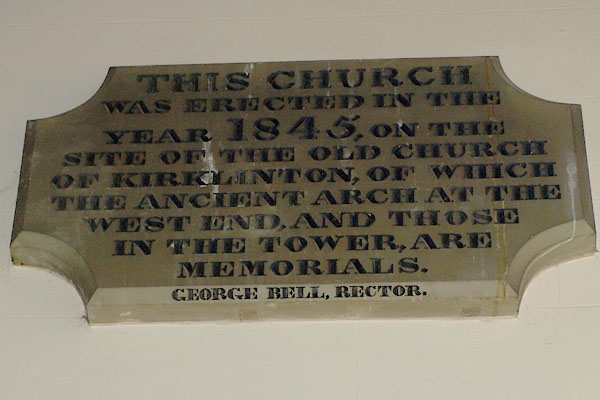 THIS CHURCH
WAS ERECTED IN THE
YEAR 1845, ON THE
SITE OF THE OLD CHURCH
OF KIRKLINTON, OF WHICH
THE ANCIENT ARCH AT THE
WEST END, AND THOSE
IN THE TOWER, ARE
MEMORIALS.
GEORGE BELL, RECTOR.